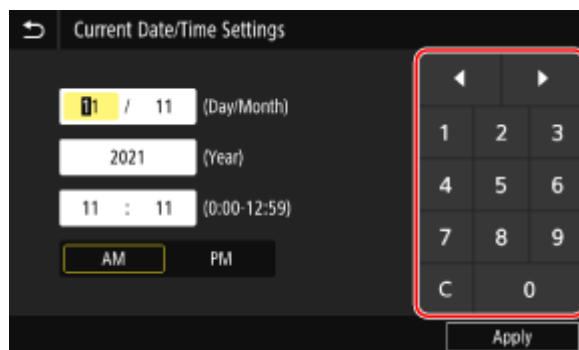 Current Date/Time Settings
11 / 11 (Day/Month)
2021 (Year)
11 : 11 (0:00-12:59)
AM PM
1 2 3
4 5 6
7 8 9
C 0
Apply